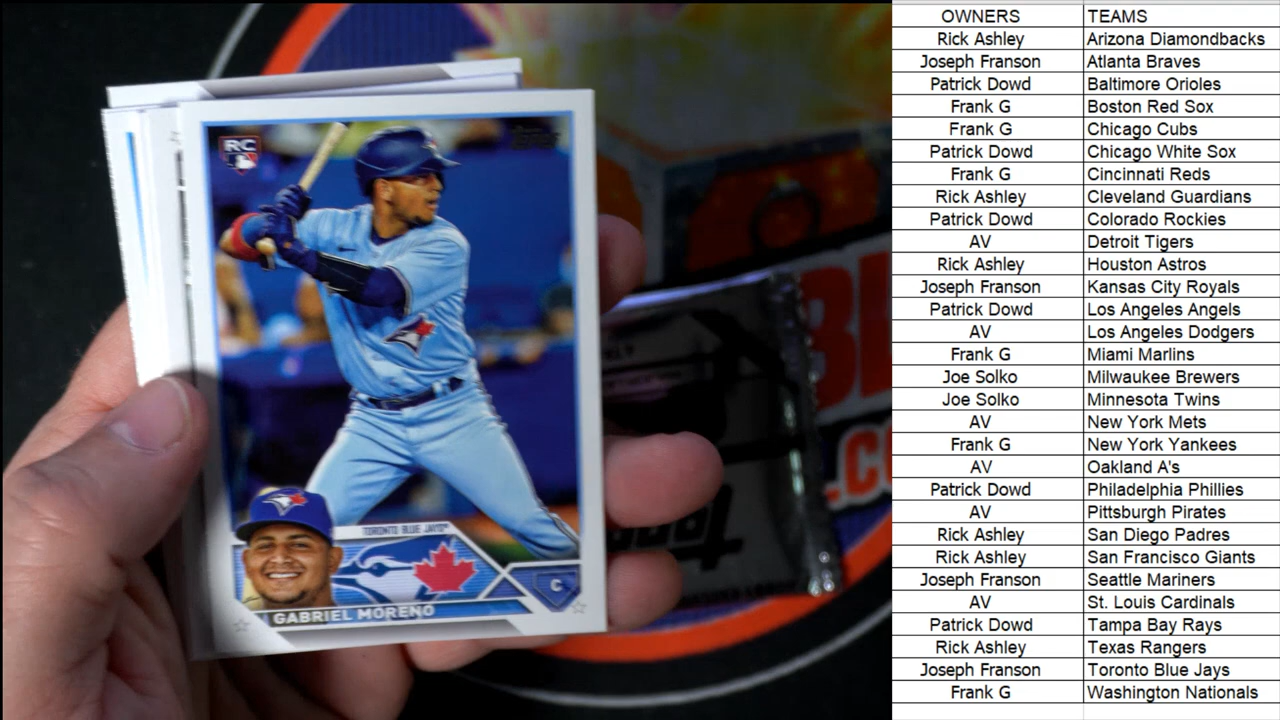 RC
Topps
TORONTO BLUE JAYS
C
GABRIEL MORENO
OWNERS TEAMS
Rick Ashley Arizona Diamondbacks
Joseph Franson Atlanta Braves
Patrick Dowd Baltimore Orioles
Frank G Boston Red Sox
Frank G Chicago Cubs
Patrick Dowd Chicago White Sox
Frank G Cincinnati Reds
Rick Ashley Cleveland Guardians
Patrick Dowd Colorado Rockies
AV Detroit Tigers
Rick Ashley Houston Astros
Joseph Franson Kansas City Royals
Patrick Dowd Los Angeles Angels
AV Los Angeles Dodgers
Frank G Miami Marlins
Joe Solko Milwaukee Brewers
Joe Solko Minnesota Twins
AV New York Mets
Frank G New York Yankees
AV Oakland A's
Patrick Dowd Philadelphia Phillies
AV Pittsburgh Pirates
Rick Ashley San Diego Padres
Rick Ashley San Francisco Giants
Joseph Franson Seattle Mariners
AV St. Louis Cardinals
Patrick Dowd Tampa Bay Rays
Rick Ashley Texas Rangers
Joseph Franson Toronto Blue Jays
Frank G Washington Nationals